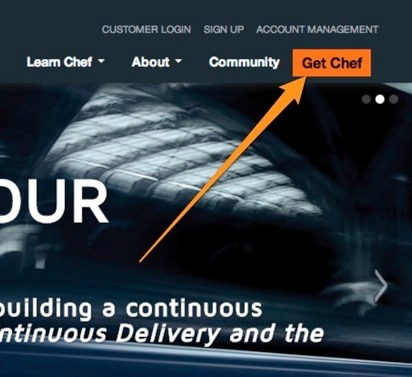 CUSTOMER LOGIN SIGN UP ACCOUNT MANAGEMENT
Learn Chef About Community Get Chef
OUR
building a continuous
ntinuous Delivery and the